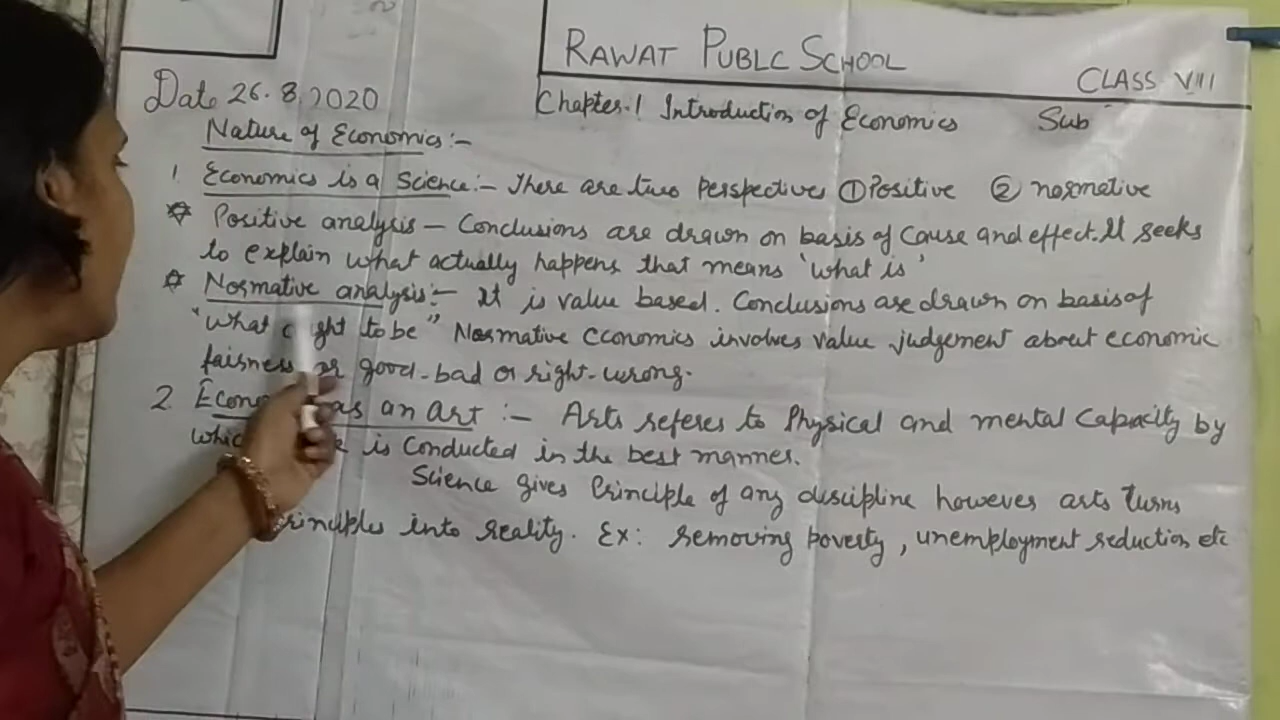 RAWAT PUBLC SCHOOL
CLASS VIII
Date 26.8.2020
Chapter.1 Introduction of Economics Sub
Nature of Economics:-
1. Economics is a Science:- There are two Perspectives ① Positive ② normative
☆ Positive analysis - Conclusions are drawn on basis of Cause and effect. It seeks
to explain what actually happens that means 'what is'
☆ Normative analysis:- It is value based. Conclusions are drawn on basis of
"What to be" Normative economics involves value judgement about economic
fairness or good-bad or right-wrong.
2. as an Art :- Arts referes to Physical and mental Capacity by
is Conducted in the best manner.
Science gives Principle of any discipline however arts turns
into reality. Ex: removing poverty, unemployment reduction etc